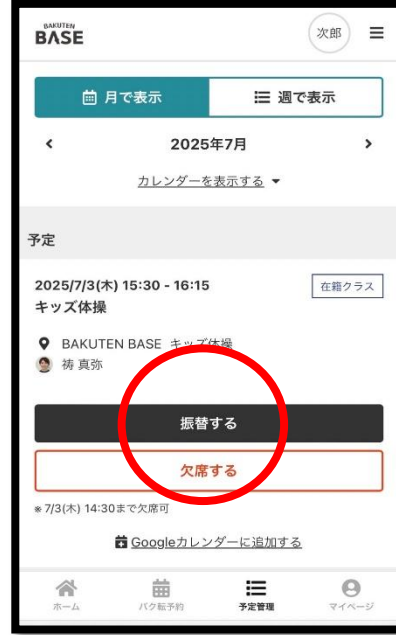 BAKUTEN
BASE
次郎
月で表示
週で表示
2025年7月
カレンダーを表示する
予定
2025/7/3(木) 15:30 - 16:15
在籍クラス
キッズ体操
BAKUTEN BASE キッズ体操
祷 真弥
振替する
欠席する
※ 7/3(木) 14:30まで欠席可
Googleカレンダーに追加する
ホーム
バク転予約
予定管理
マイページ